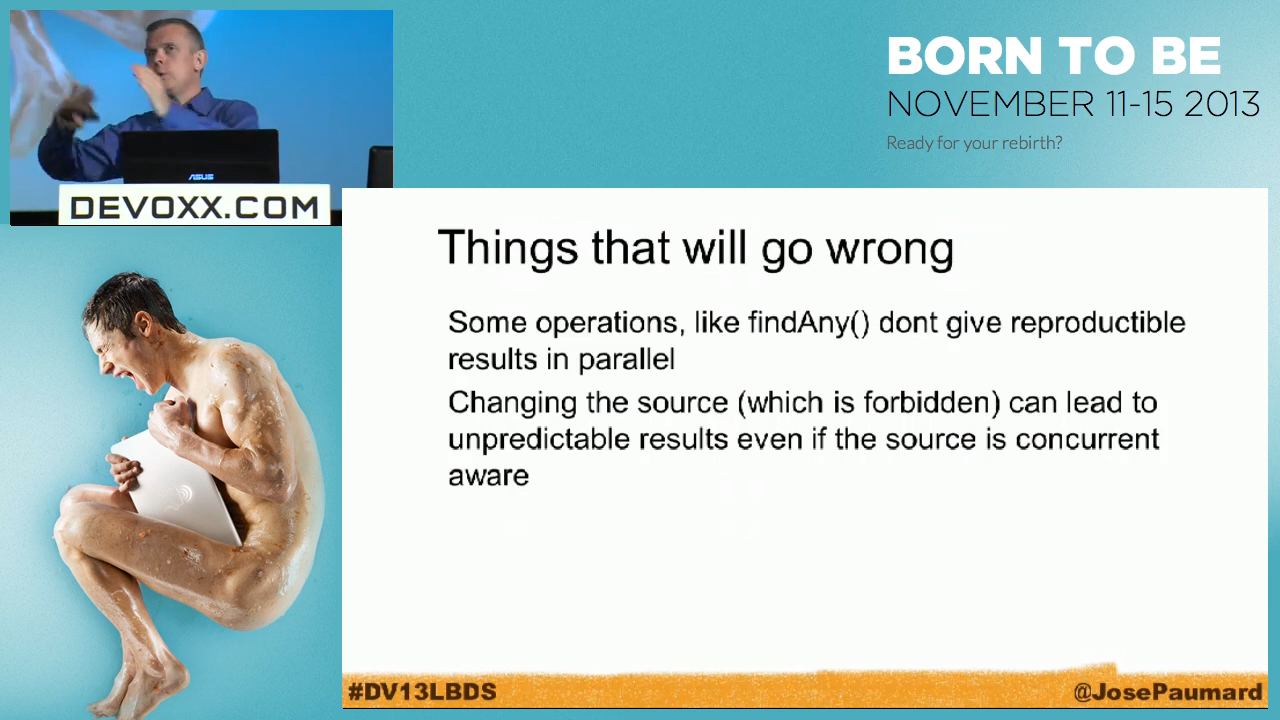 BORN TO BE
NOVEMBER 11-15 2013
Ready for your rebirth?
ASUS
DEVOXX.COM
Things that will go wrong
Some operations, like findAny() dont give reproductible
results in parallel
Changing the source (which is forbidden) can lead to
unpredictable results even if the source is concurrent
aware
#DV13LBDS
@JosePaumard